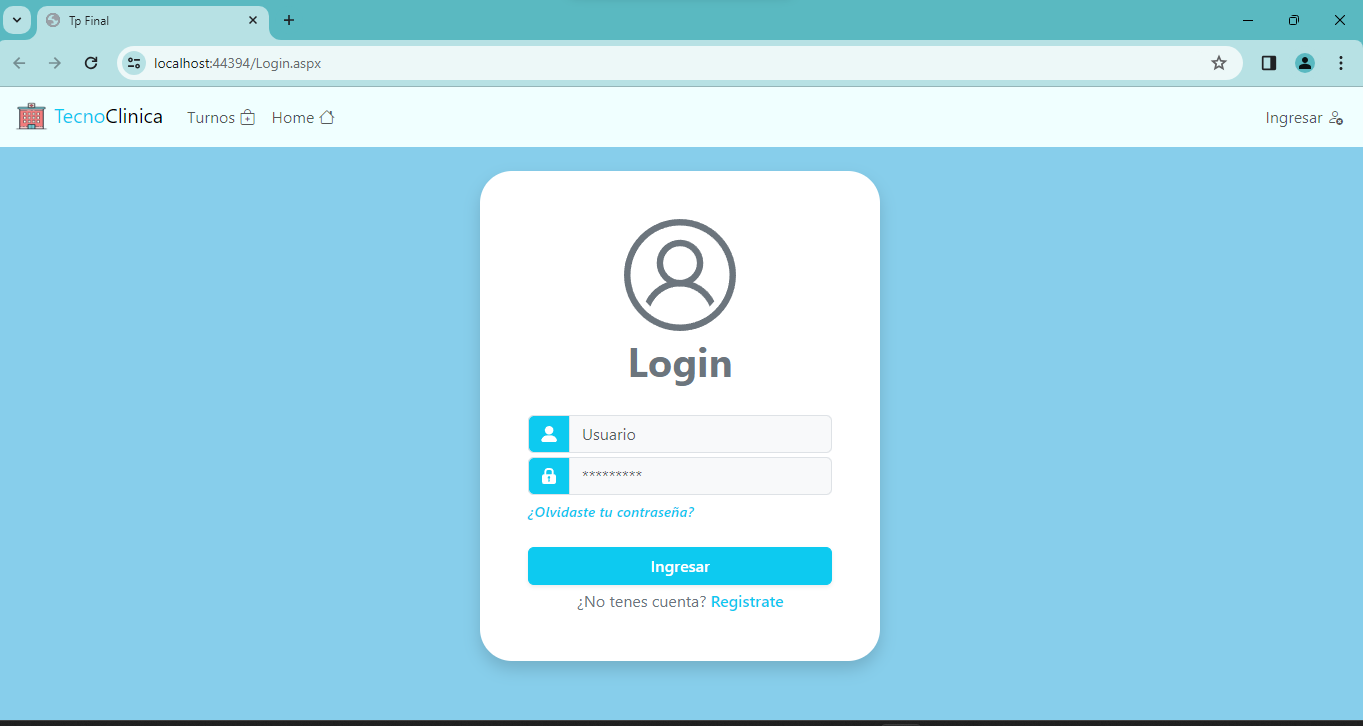 Tp Final
localhost:44394/Login.aspx
TecnoClinica Turnos Home Ingresar
Login
Usuario
*********
¿Olvidaste tu contraseña?
Ingresar
¿No tenes cuenta? Registrate